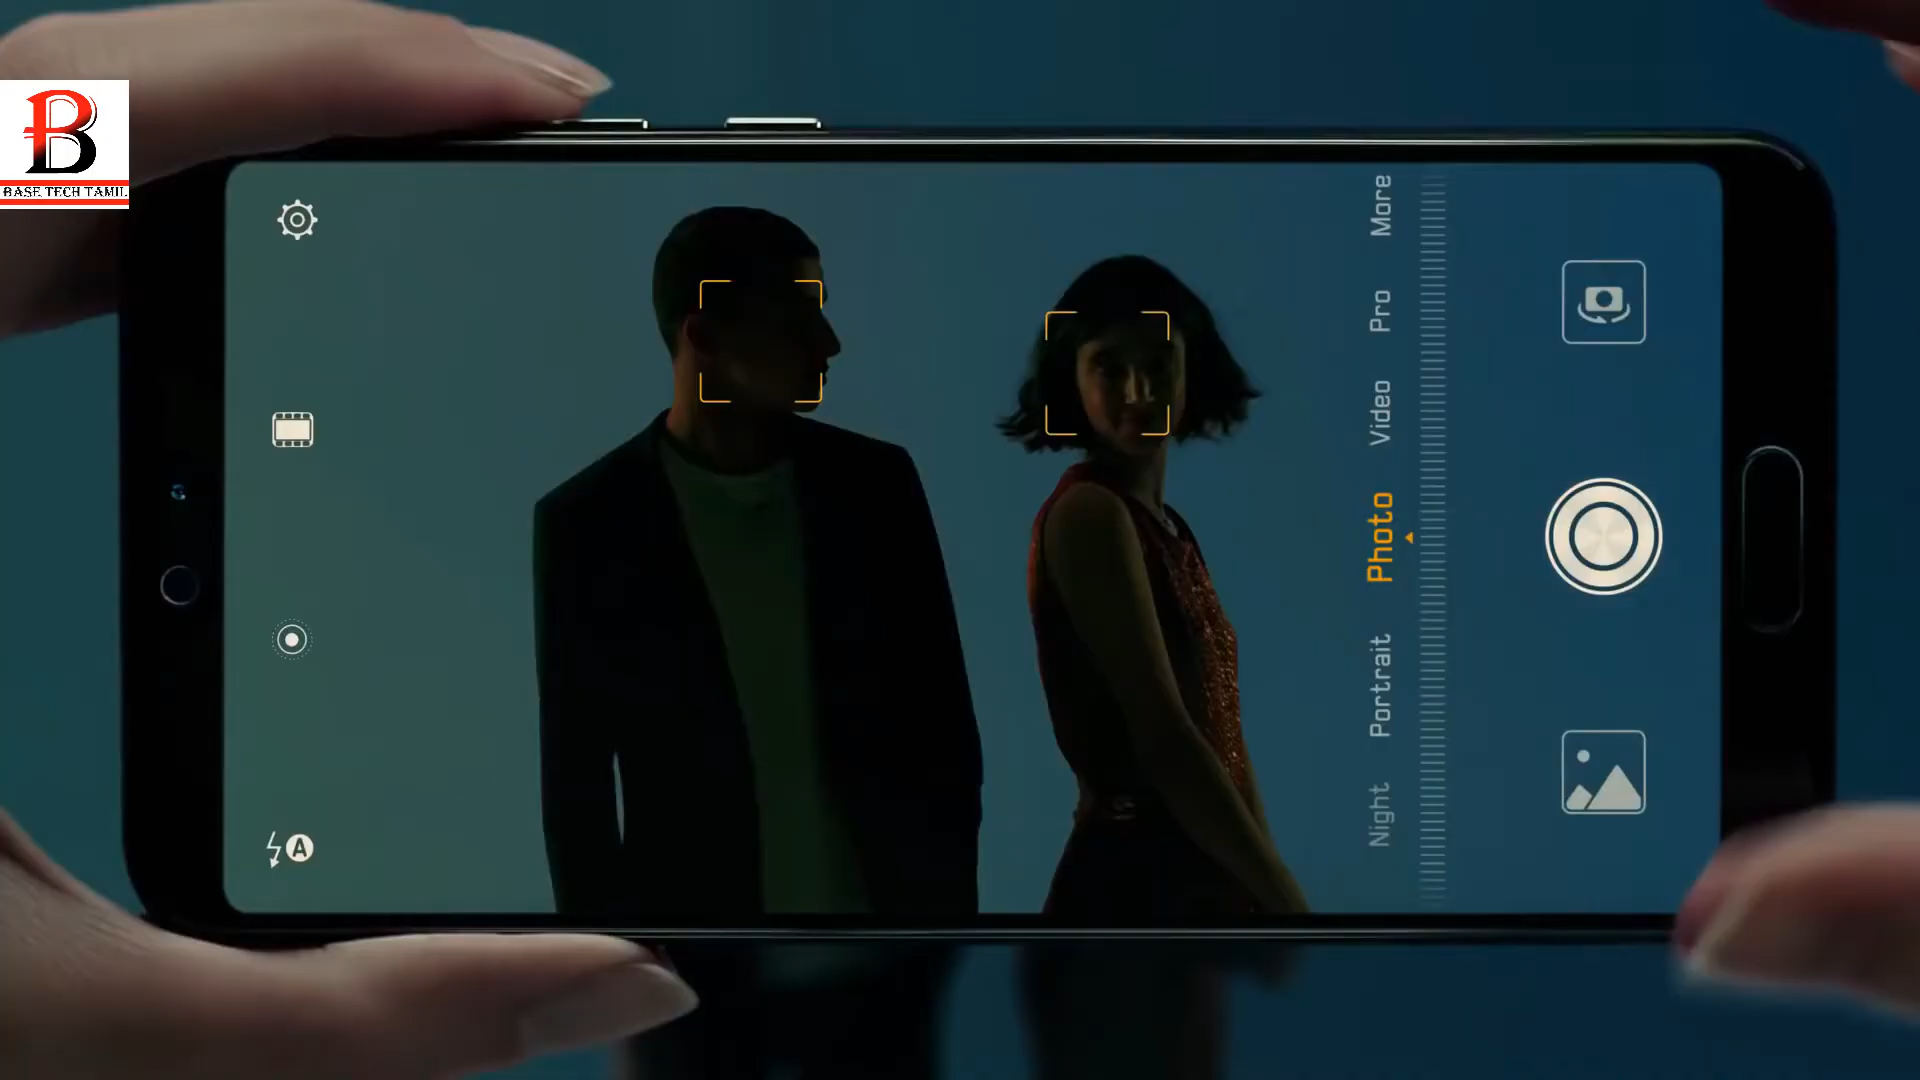 BASE TECH TAMIL
More
Pro
Video
Photo
Portrait
Night
A